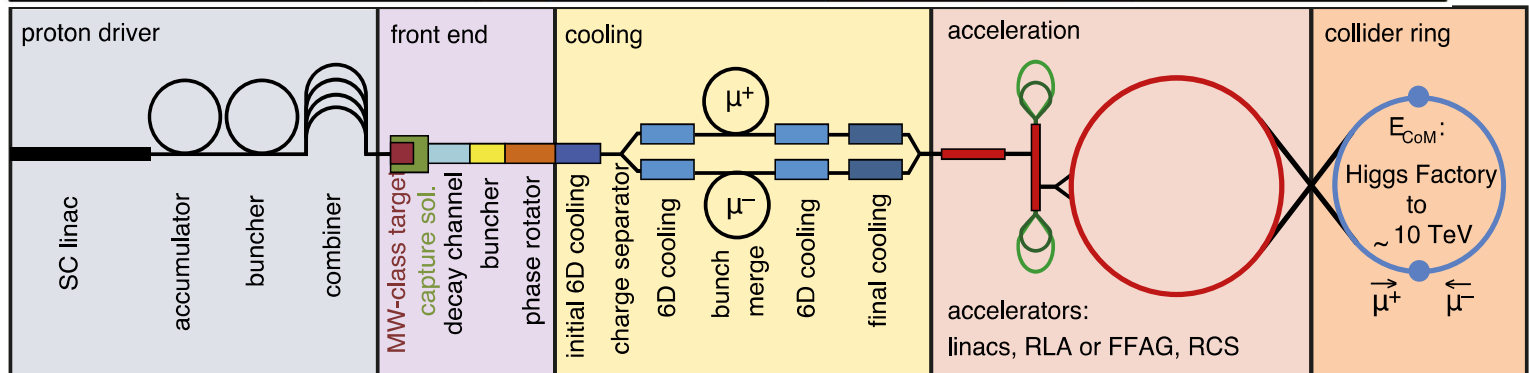 proton driver
SC linac
accumulator
buncher
combiner
front end
MW-class target
capture sol.
decay channel
buncher
phase rotator
cooling
initial 6D cooling
charge separator
6D cooling
μ+
μ−
bunch
merge
6D cooling
final cooling
acceleration
accelerators:
linacs, RLA or FFAG, RCS
collider ring
ECoM:
Higgs Factory
to
~ 10 TeV
μ+ μ−